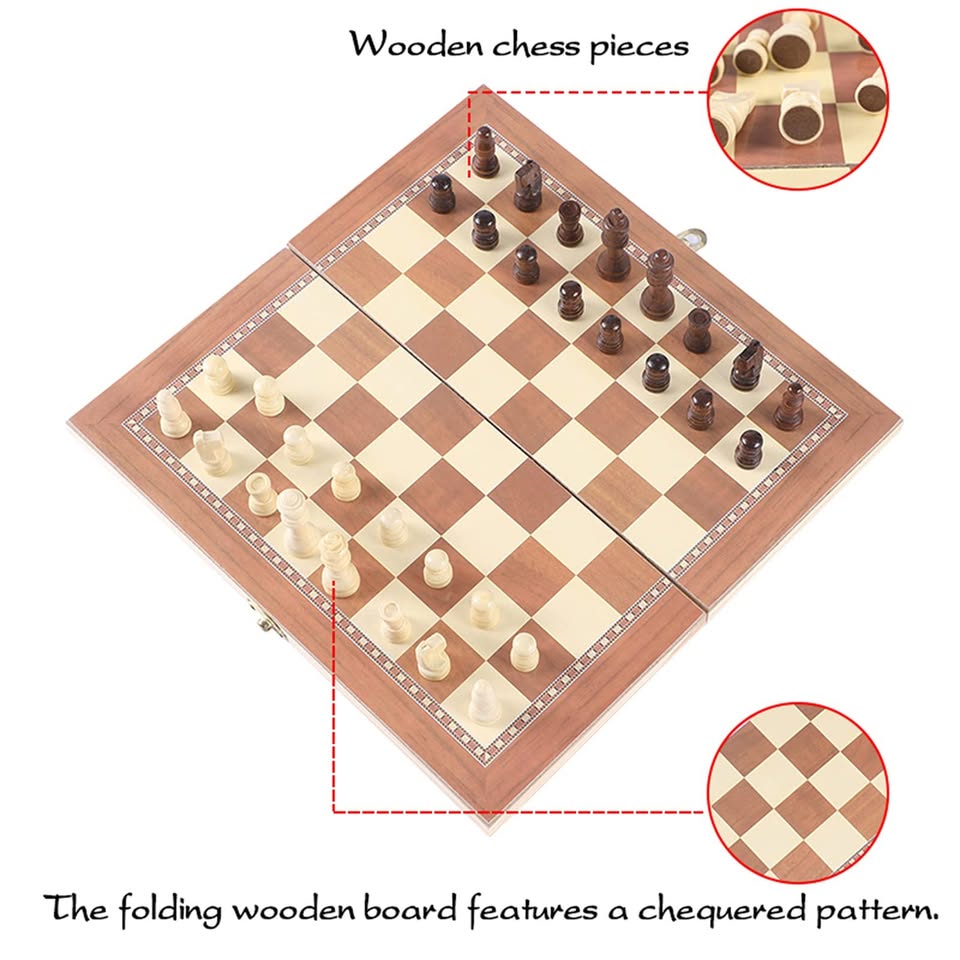 Wooden chess pieces
The folding wooden board features a chequered pattern.